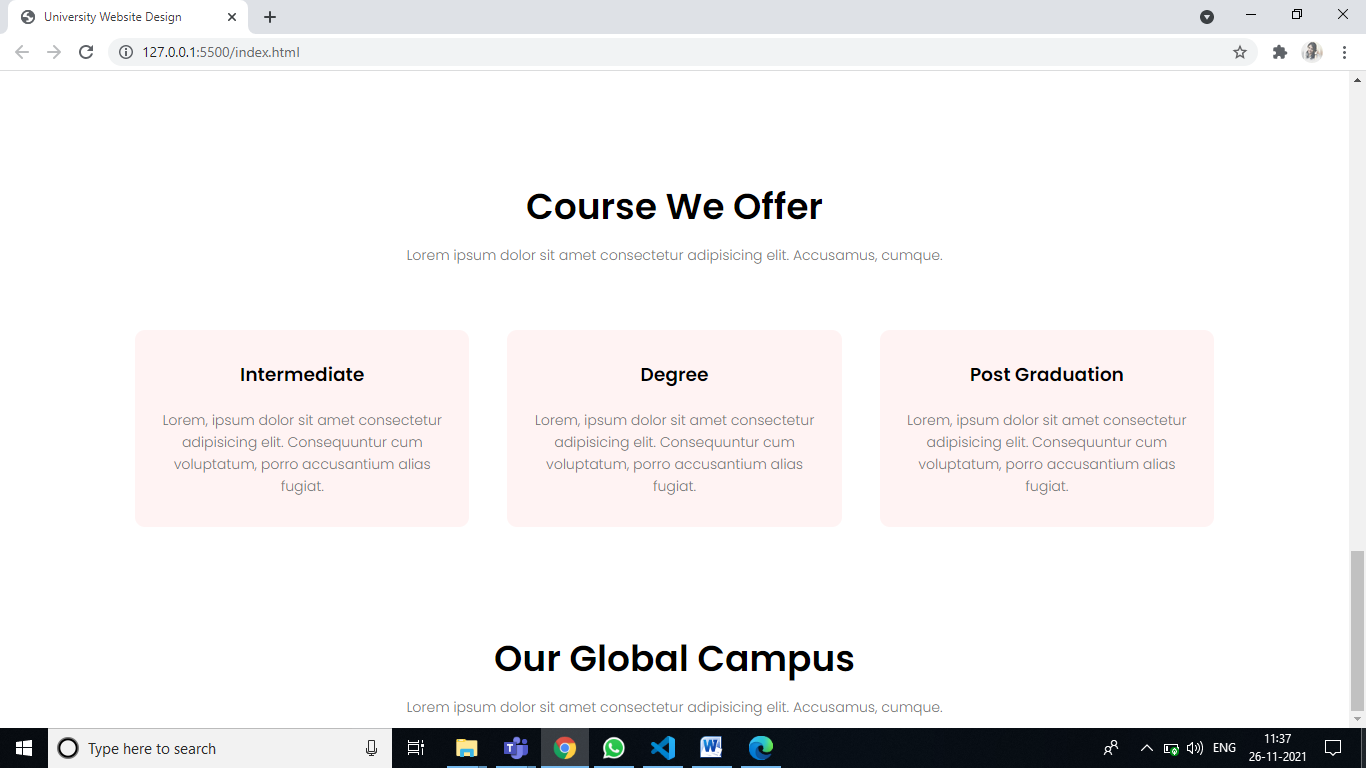 University Website Design
127.0.0.1:5500/index.html
Course We Offer
Lorem ipsum dolor sit amet consectetur adipisicing elit. Accusamus, cumque.
Intermediate
Lorem, ipsum dolor sit amet consectetur
adipisicing elit. Consequuntur cum
voluptatum, porro accusantium alias
fugiat.
Degree
Lorem, ipsum dolor sit amet consectetur
adipisicing elit. Consequuntur cum
voluptatum, porro accusantium alias
fugiat.
Post Graduation
Lorem, ipsum dolor sit amet consectetur
adipisicing elit. Consequuntur cum
voluptatum, porro accusantium alias
fugiat.
Our Global Campus
Lorem ipsum dolor sit amet consectetur adipisicing elit. Accusamus, cumque.
Type here to search
ENG
11:37
26-11-2021